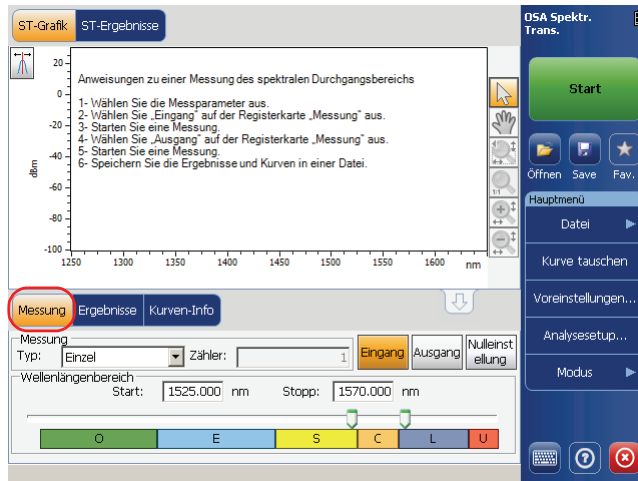 ST-Grafik ST-Ergebnisse
OSA Spektr.
Trans.
20
0
-20
-40
-60
-80
-100
dBm
Anweisungen zu einer Messung des spektralen Durchgangsbereichs
1- Wählen Sie die Messparameter aus.
2- Wählen Sie „Eingang" auf der Registerkarte „Messung" aus.
3- Starten Sie eine Messung.
4- Wählen Sie „Ausgang" auf der Registerkarte „Messung" aus.
5- Starten Sie eine Messung.
6- Speichern Sie die Ergebnisse und Kurven in einer Datei.
1250 1300 1350 1400 1450 1500 1550 1600 nm
1:1
Start
Öffnen Save Fav.
Hauptmenü
Datei
Kurve tauschen
Voreinstellungen...
Analysesetup...
Modus
Messung Ergebnisse Kurven-Info
Messung
Typ: Einzel Zähler: 1 Eingang Ausgang Nulleinst
ellung
Wellenlängenbereich
Start: 1525.000 nm Stopp: 1570.000 nm
O E S C L U